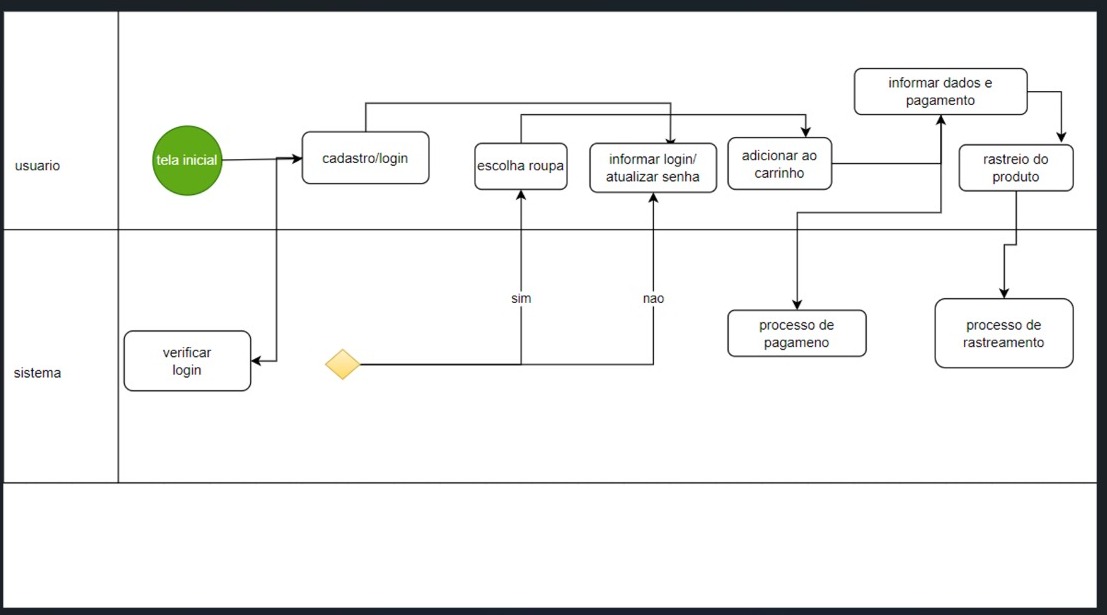 usuario
tela inicial
cadastro/login
escolha roupa
informar login/
atualizar senha
adicionar ao
carrinho
informar dados e
pagamento
rastreio do
produto
sim
nao
sistema
verificar
login
processo de
pagameno
processo de
rastreamento